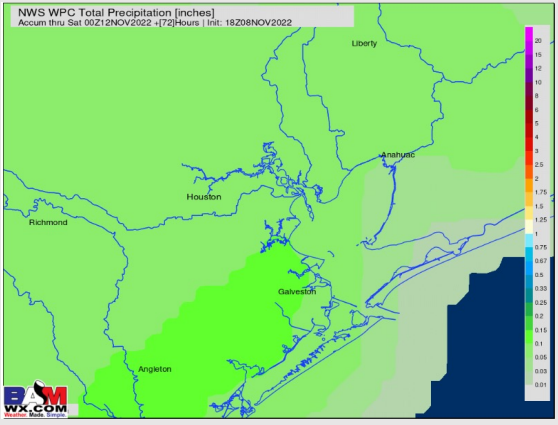 NWS WPC Total Precipitation [inches]
Accum thru Sat 00Z12NOV2022 +[72]Hours | Init: 18Z08NOV2022
Liberty
Anahuac
Houston
Richmond
Galveston
Angleton
20
15
12
10
8
6
5
4
3
2.5
2
1.75
1.5
1.25
1
0.75
0.67
0.5
0.33
0.25
0.2
0.15
0.1
0.05
0.03
0.01
BAM
WX.COM
Weather. Made. Simple.